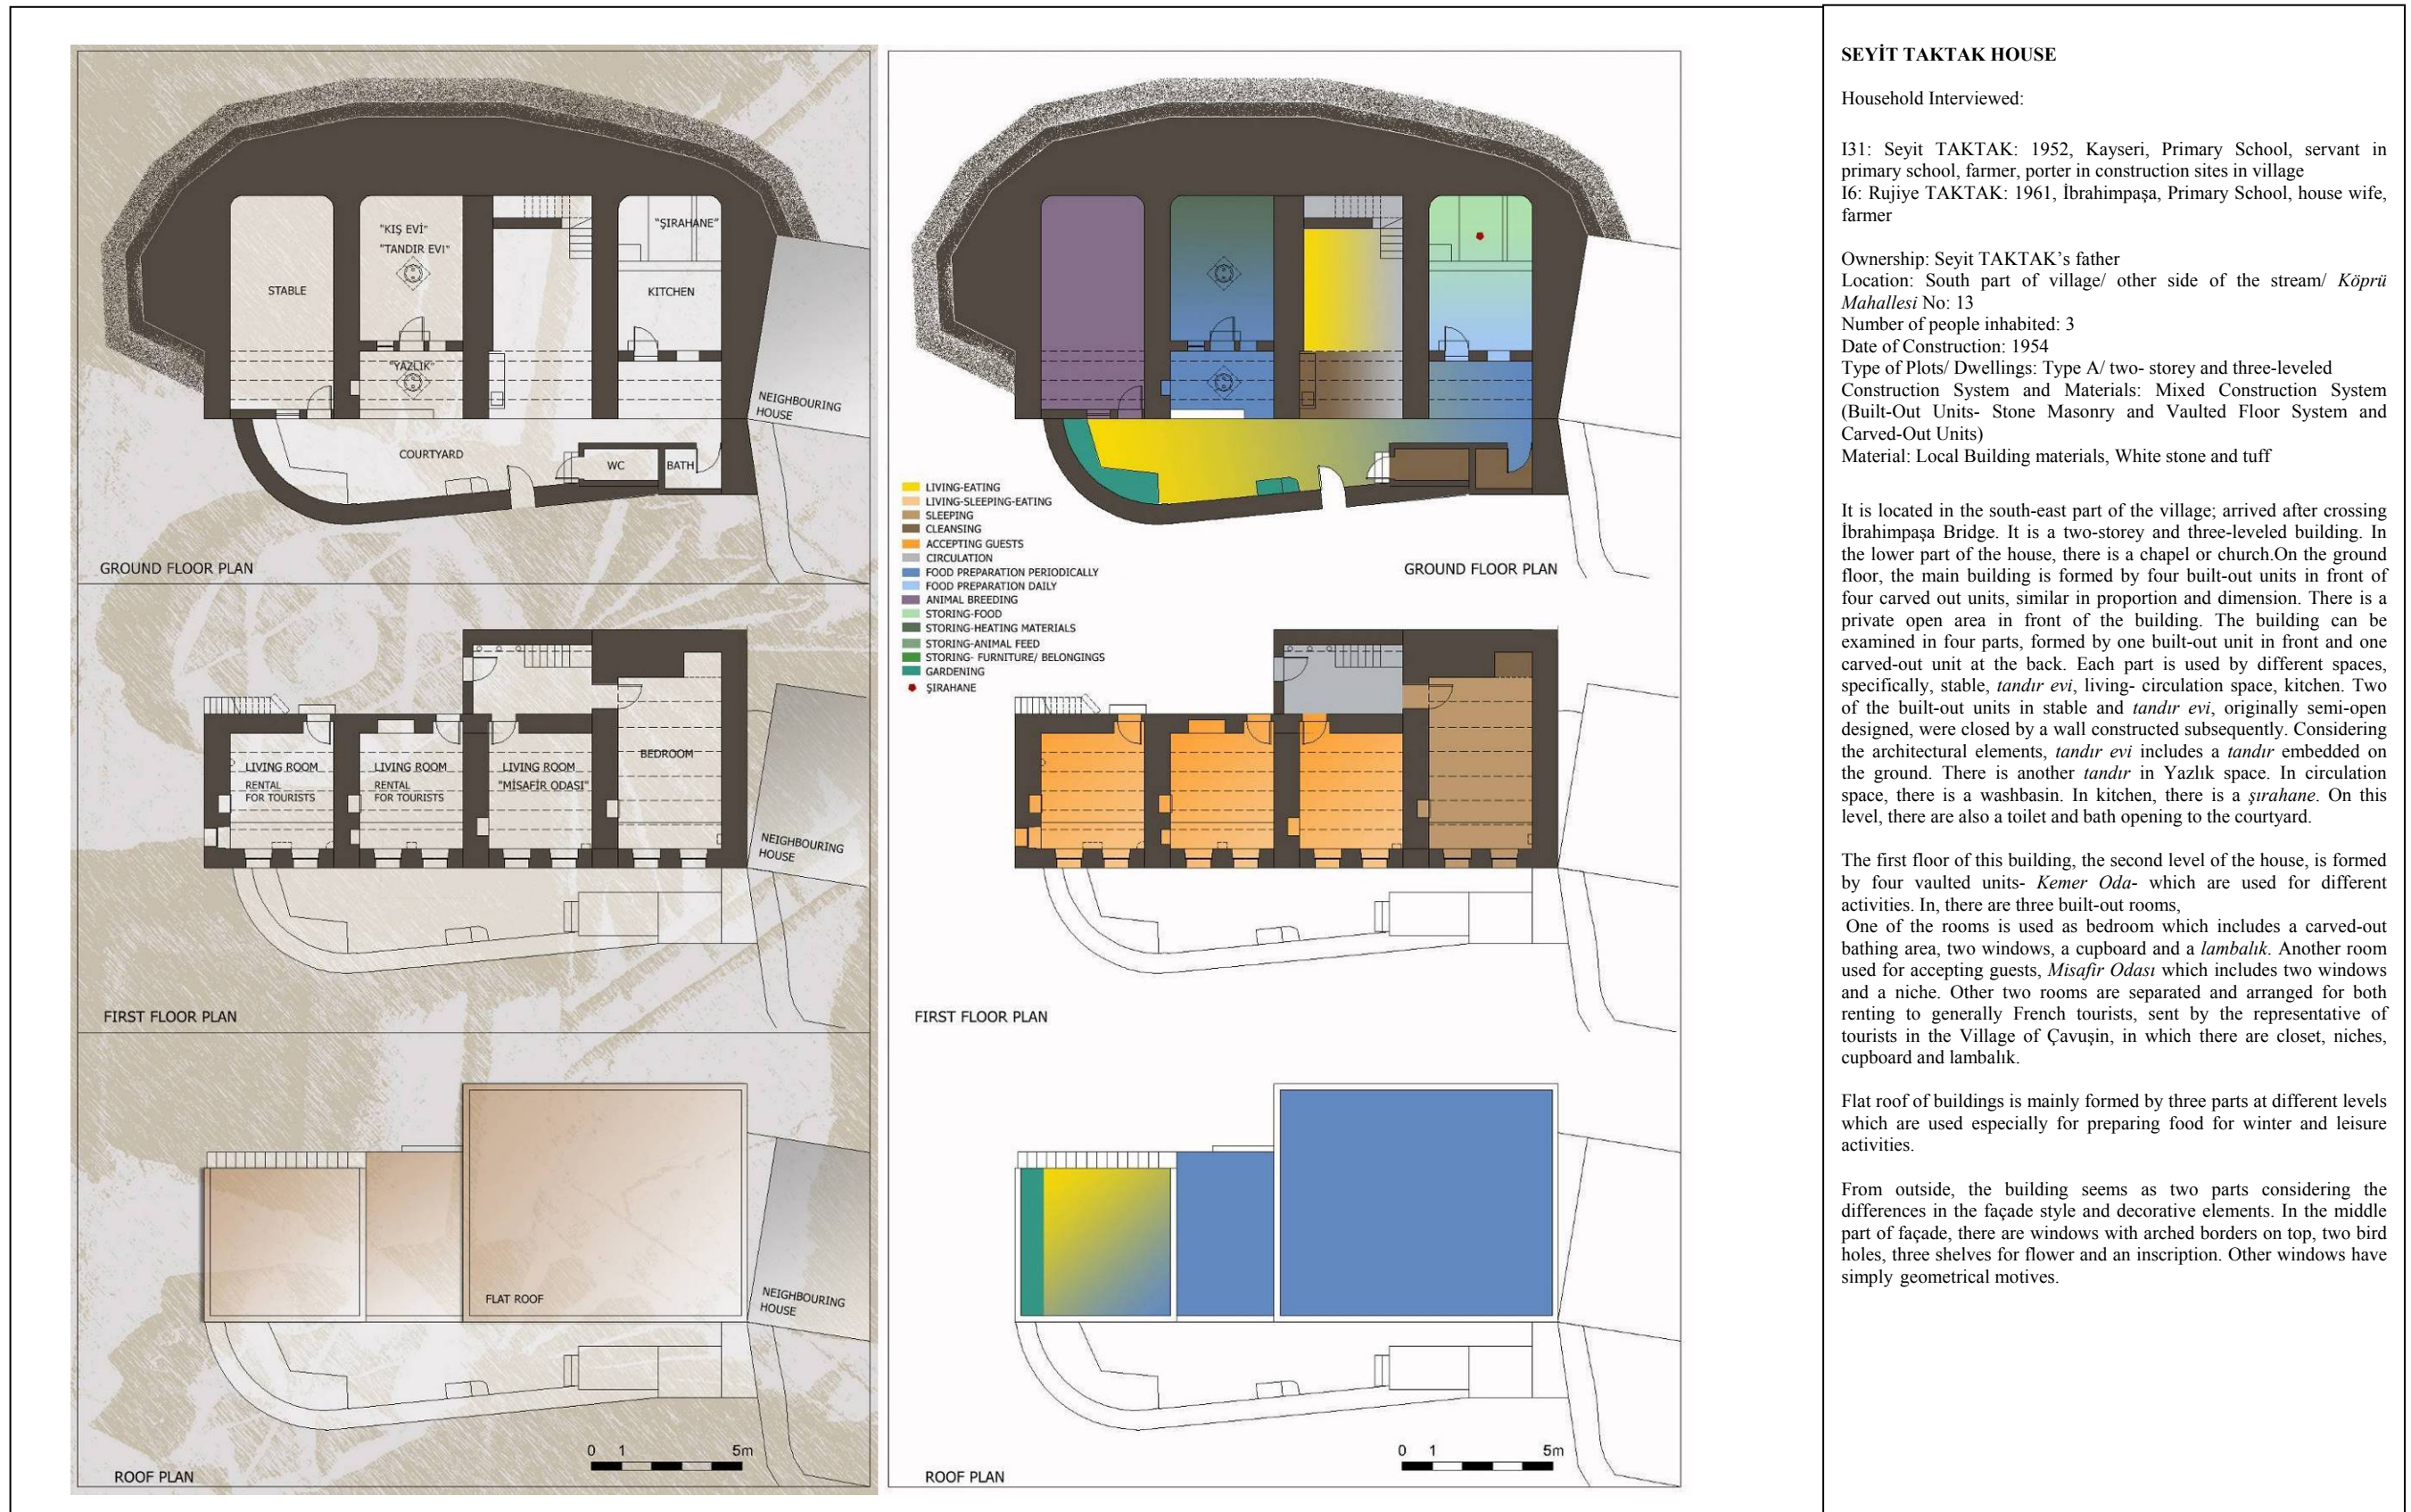 "ŞIRAHANE"
"KIŞ EVİ"
"TANDIR EVI"
STABLE
KITCHEN
"YAZLIK"
NEIGHBOURING
HOUSE
COURTYARD
WC
BATH
GROUND FLOOR PLAN
LIVING ROOM
RENTAL
FOR TOURISTS
LIVING ROOM
RENTAL
FOR TOURISTS
LIVING ROOM
"MİSAFİR ODASI"
BEDROOM
NEIGHBOURING
HOUSE
FIRST FLOOR PLAN
FLAT ROOF
NEIGHBOURING
HOUSE
0 1 5m
ROOF PLAN
LIVING-EATING
LIVING-SLEEPING-EATING
SLEEPING
CLEANSING
ACCEPTING GUESTS
CIRCULATION
FOOD PREPARATION PERIODICALLY
FOOD PREPARATION DAILY
ANIMAL BREEDING
STORING-FOOD
STORING-HEATING MATERIALS
STORING-ANIMAL FEED
STORING- FURNITURE/ BELONGINGS
GARDENING
ŞIRAHANE
GROUND FLOOR PLAN
FIRST FLOOR PLAN
0 1 5m
ROOF PLAN
SEYİT TAKTAK HOUSE
Household Interviewed:
I31: Seyit TAKTAK: 1952, Kayseri, Primary School, servant in
primary school, farmer, porter in construction sites in village
I6: Rujiye TAKTAK: 1961, İbrahimpaşa, Primary School, house wife,
farmer
Ownership: Seyit TAKTAK’s father
Location: South part of village/ other side of the stream/ Köprü
Mahallesi No: 13
Number of people inhabited: 3
Date of Construction: 1954
Type of Plots/ Dwellings: Type A/ two- storey and three-leveled
Construction System and Materials: Mixed Construction System
(Built-Out Units- Stone Masonry and Vaulted Floor System and
Carved-Out Units)
Material: Local Building materials, White stone and tuff
It is located in the south-east part of the village; arrived after crossing
İbrahimpaşa Bridge. It is a two-storey and three-leveled building. In
the lower part of the house, there is a chapel or church.On the ground
floor, the main building is formed by four built-out units in front of
four carved out units, similar in proportion and dimension. There is a
private open area in front of the building. The building can be
examined in four parts, formed by one built-out unit in front and one
carved-out unit at the back. Each part is used by different spaces,
specifically, stable, tandır evi, living- circulation space, kitchen. Two
of the built-out units in stable and tandır evi, originally semi-open
designed, were closed by a wall constructed subsequently. Considering
the architectural elements, tandır evi includes a tandır embedded on
the ground. There is another tandır in Yazlık space. In circulation
space, there is a washbasin. In kitchen, there is a şırahane. On this
level, there are also a toilet and bath opening to the courtyard.
The first floor of this building, the second level of the house, is formed
by four vaulted units- Kemer Oda- which are used for different
activities. In, there are three built-out rooms,
One of the rooms is used as bedroom which includes a carved-out
bathing area, two windows, a cupboard and a lambalık. Another room
used for accepting guests, Misafir Odası which includes two windows
and a niche. Other two rooms are separated and arranged for both
renting to generally French tourists, sent by the representative of
tourists in the Village of Çavuşin, in which there are closet, niches,
cupboard and lambalık.
Flat roof of buildings is mainly formed by three parts at different levels
which are used especially for preparing food for winter and leisure
activities.
From outside, the building seems as two parts considering the
differences in the façade style and decorative elements. In the middle
part of façade, there are windows with arched borders on top, two bird
holes, three shelves for flower and an inscription. Other windows have
simply geometrical motives.